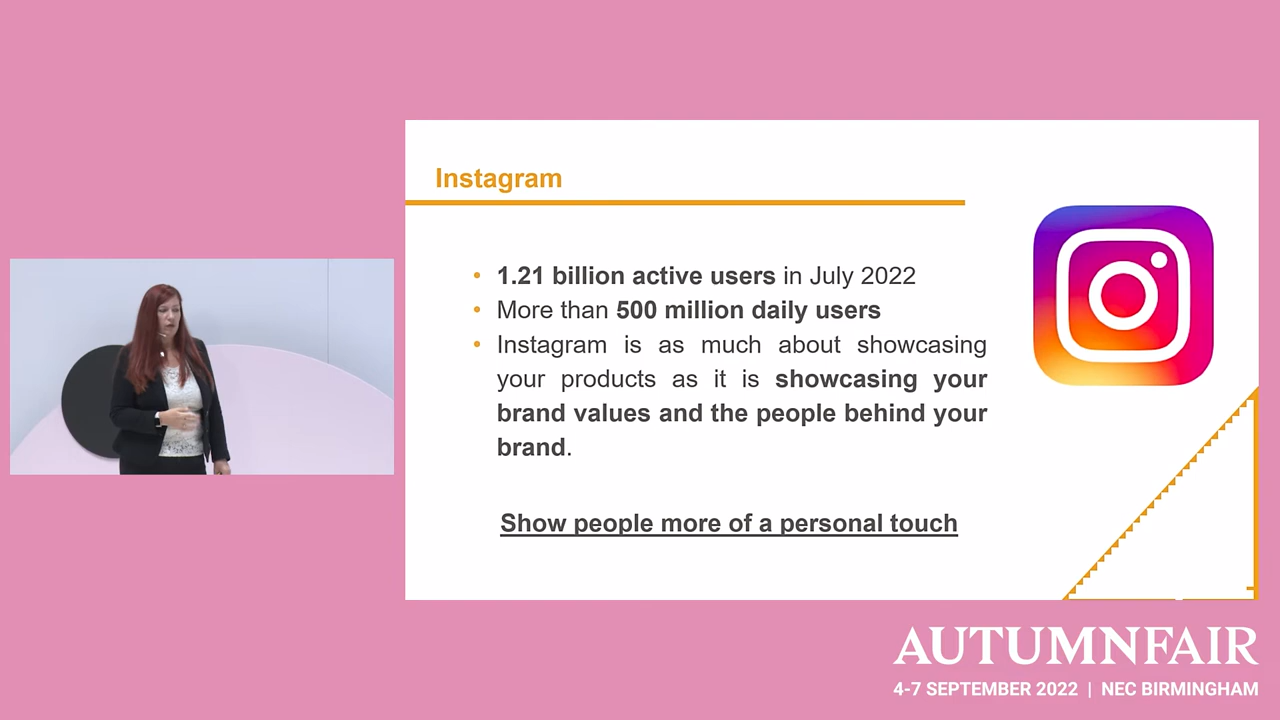 Instagram
• 1.21 billion active users in July 2022
• More than 500 million daily users
• Instagram is as much about showcasing
your products as it is showcasing your
brand values and the people behind your
brand.
Show people more of a personal touch
AUTUMNFAIR
4-7 SEPTEMBER 2022 | NEC BIRMINGHAM